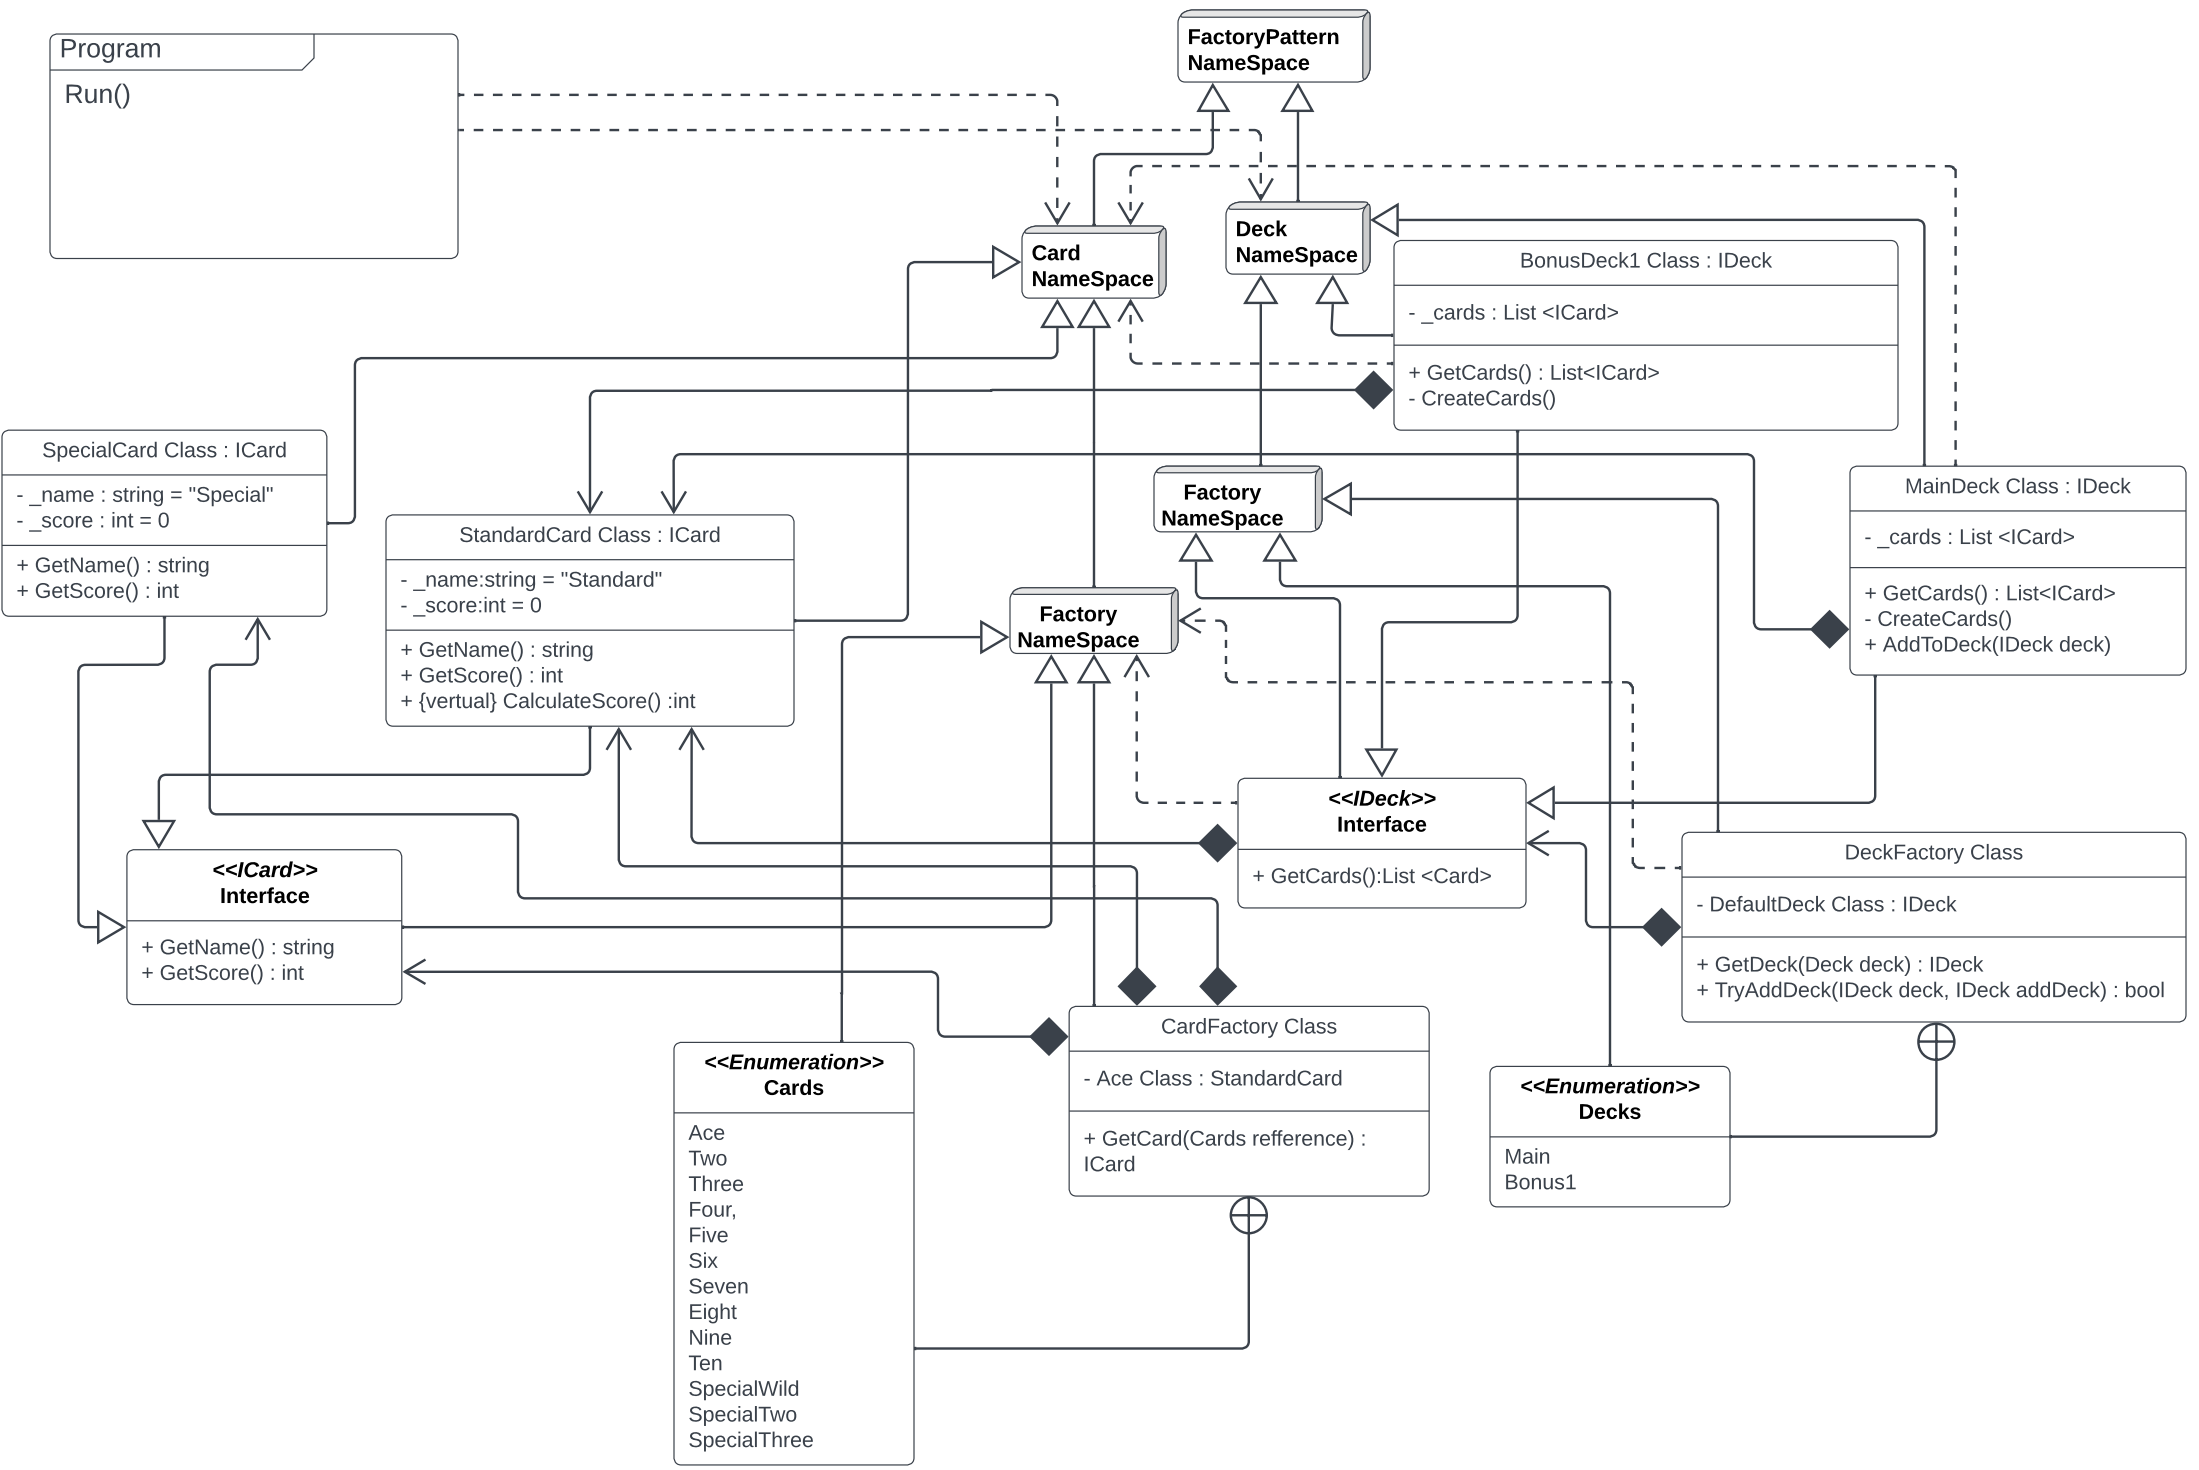 FactoryPattern
NameSpace
Program
Run()
Card
NameSpace
Deck
NameSpace
BonusDeck1 Class : IDeck
- _cards : List <ICard>
+ GetCards() : List<ICard>
- CreateCards()
SpecialCard Class : ICard
- _name : string = "Special"
- _score : int = 0
+ GetName() : string
+ GetScore() : int
StandardCard Class : ICard
- _name:string = "Standard"
- _score:int = 0
+ GetName() : string
+ GetScore() : int
+ {vertual} CalculateScore() :int
Factory
NameSpace
Factory
NameSpace
MainDeck Class : IDeck
- _cards : List <ICard>
+ GetCards() : List<ICard>
- CreateCards()
+ AddToDeck(IDeck deck)
<<IDeck>>
Interface
+ GetCards():List <Card>
<<ICard>>
Interface
+ GetName() : string
+ GetScore() : int
DeckFactory Class
- DefaultDeck Class : IDeck
+ GetDeck(Deck deck) : IDeck
+ TryAddDeck(IDeck deck, IDeck addDeck) : bool
CardFactory Class
- Ace Class : StandardCard
+ GetCard(Cards refference) :
ICard
<<Enumeration>>
Cards
Ace
Two
Three
Four,
Five
Six
Seven
Eight
Nine
Ten
SpecialWild
SpecialTwo
SpecialThree
<<Enumeration>>
Decks
Main
Bonus1